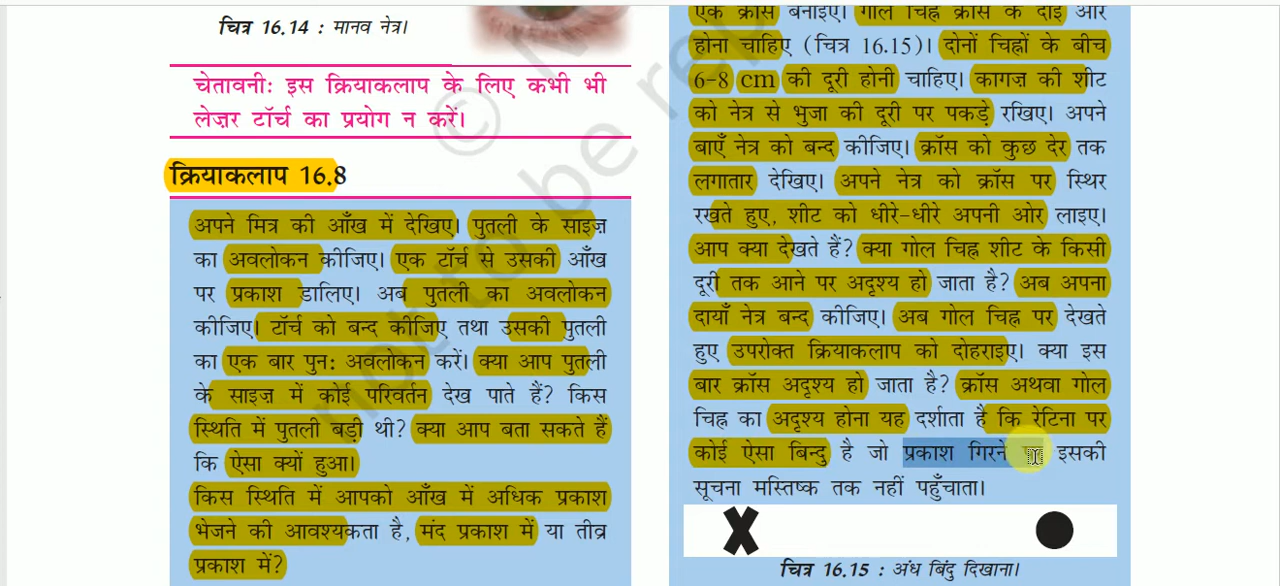 चित्र 16.14 : मानव नेत्र।
चेतावनीः इस क्रियाकलाप के लिए कभी भी
लेज़र टॉर्च का प्रयोग न करें।
क्रियाकलाप 16.8
अपने मित्र की आँख में देखिए। पुतली के साइज़
का अवलोकन कीजिए। एक टॉर्च से उसकी आँख
पर प्रकाश डालिए। अब पुतली का अवलोकन
कीजिए। टॉर्च को बन्द कीजिए तथा उसकी पुतली
का एक बार पुनः अवलोकन करें। क्या आप पुतली
के साइज़ में कोई परिवर्तन देख पाते हैं? किस
स्थिति में पुतली बड़ी थी? क्या आप बता सकते हैं
कि ऐसा क्यों हुआ।
किस स्थिति में आपको आँख में अधिक प्रकाश
भेजने की आवश्यकता है, मंद प्रकाश में या तीव्र
प्रकाश में?
एक क्रॉस बनाइए। गोल चिह्न क्रॉस के दाईं ओर
होना चाहिए (चित्र 16.15)। दोनों चिह्नों के बीच
6-8 cm की दूरी होनी चाहिए। कागज़ की शीट
को नेत्र से भुजा की दूरी पर पकड़े रखिए। अपने
बाएँ नेत्र को बन्द कीजिए। क्रॉस को कुछ देर तक
लगातार देखिए। अपने नेत्र को क्रॉस पर स्थिर
रखते हुए, शीट को धीरे-धीरे अपनी ओर लाइए।
आप क्या देखते हैं? क्या गोल चिह्न शीट के किसी
दूरी तक आने पर अदृश्य हो जाता है? अब अपना
दायाँ नेत्र बन्द कीजिए। अब गोल चिह्न पर देखते
हुए उपरोक्त क्रियाकलाप को दोहराइए। क्या इस
बार क्रॉस अदृश्य हो जाता है? क्रॉस अथवा गोल
चिह्न का अदृश्य होना यह दर्शाता है कि रेटिना पर
कोई ऐसा बिन्दु है जो प्रकाश गिरने इसकी
सूचना मस्तिष्क तक नहीं पहुँचाता।
चित्र 16.15 : अंध बिंदु दिखाना।
not to be rep